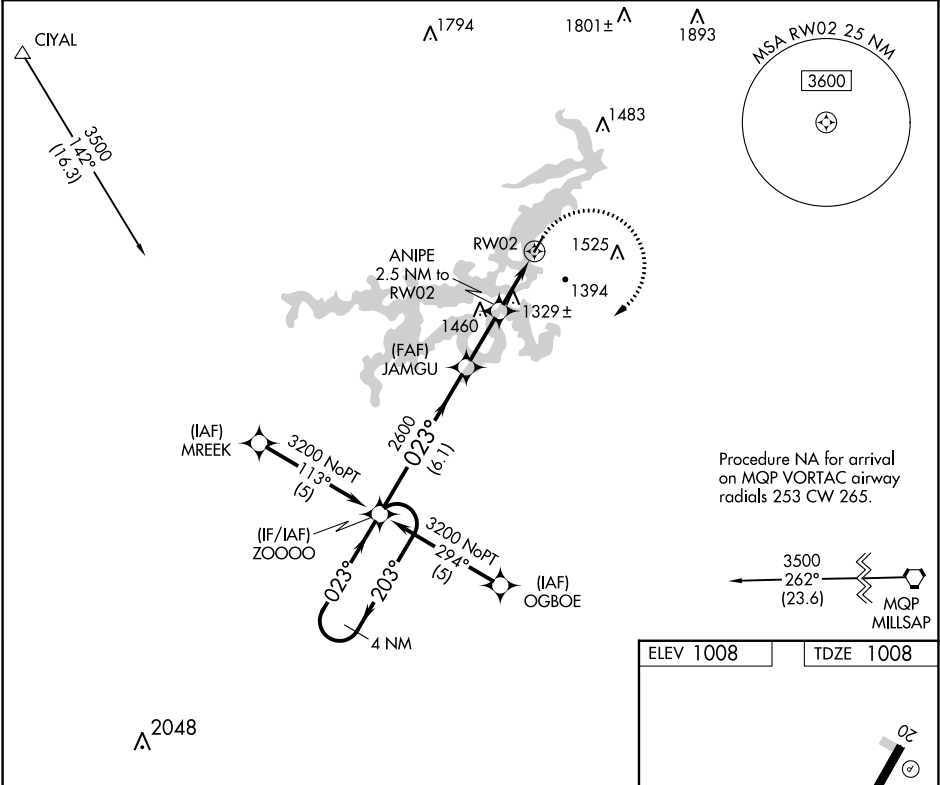 CIYAL
3500
142°
(16.3)
1794
1801±
1893
MSA RW02 25 NM
3600
1483
RW02
1525
ANIPE
2.5 NM to
RW02
1394
1460
1329±
(FAF)
JAMGU
2600
023°
(6.1)
(IAF)
MREEK
3200 NoPT
113°
(5)
Procedure NA for arrival
on MQP VORTAC airway
radials 253 CW 265.
(IF/IAF)
ZOOOO
3200 NoPT
294°
(5)
(IAF)
OGBOE
3500
262°
(23.6)
MQP
MILLSAP
023°
203°
4 NM
2048
ELEV 1008
TDZE 1008
20
P